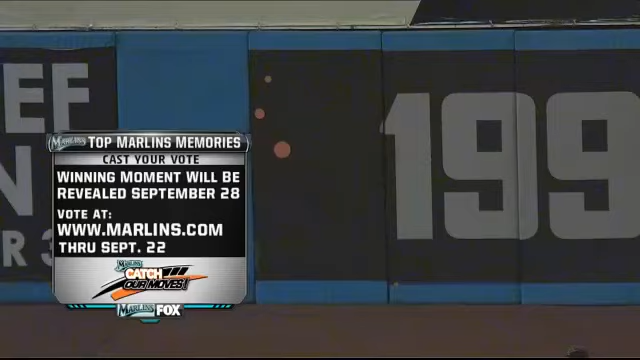 EF
N
R 3
199
MARLINS TOP MARLINS MEMORIES
CAST YOUR VOTE
WINNING MOMENT WILL BE
REVEALED SEPTEMBER 28
VOTE AT:
WWW.MARLINS.COM
THRU SEPT. 22
MARLINS
CATCH
OUR MOVES!
MARLINS FOX